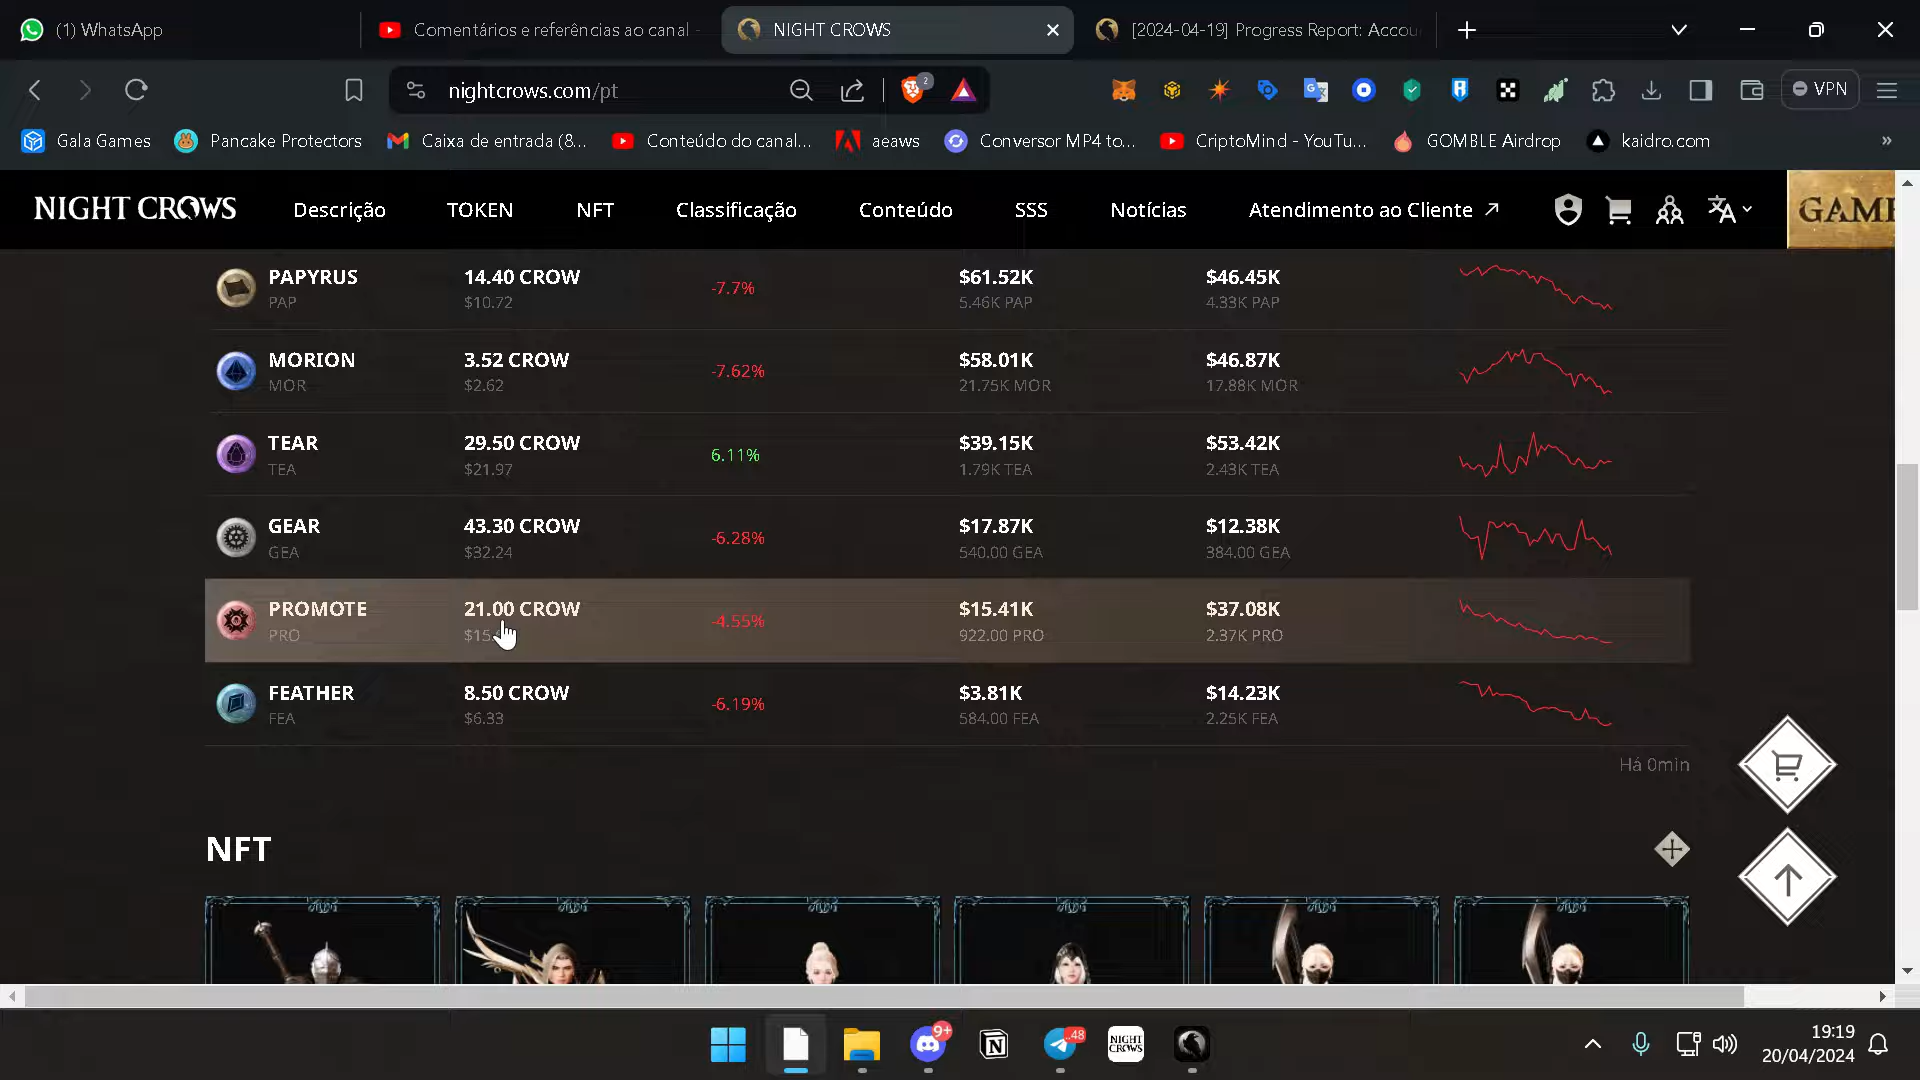 (1) WhatsApp
Comentários e referências ao canal -
NIGHT CROWS
[2024-04-19] Progress Report: Accou
nightcrows.com/pt
2
VPN
Gala Games
Pancake Protectors
Caixa de entrada (8...
Conteúdo do canal...
aeaws
Conversor MP4 to...
CriptoMind - YouTu...
GOMBLE Airdrop
kaidro.com
»
NIGHT CROWS
Descrição
TOKEN
NFT
Classificação
Conteúdo
SSS
Notícias
Atendimento ao Cliente
GAME
PAPYRUS 14.40 CROW -7.7% $61.52K $46.45K
PAP $10.72 5.46K PAP 4.33K PAP
MORION 3.52 CROW -7.62% $58.01K $46.87K
MOR $2.62 21.75K MOR 17.88K MOR
TEAR 29.50 CROW 6.11% $39.15K $53.42K
TEA $21.97 1.79K TEA 2.43K TEA
GEAR 43.30 CROW -6.28% $17.87K $12.38K
GEA $32.24 540.00 GEA 384.00 GEA
PROMOTE 21.00 CROW -4.55% $15.41K $37.08K
PRO $15 922.00 PRO 2.37K PRO
FEATHER 8.50 CROW -6.19% $3.81K $14.23K
FEA $6.33 584.00 FEA 2.25K FEA
Há 0min
NFT
9+
48
NIGHT
CROWS
19:19
20/04/2024